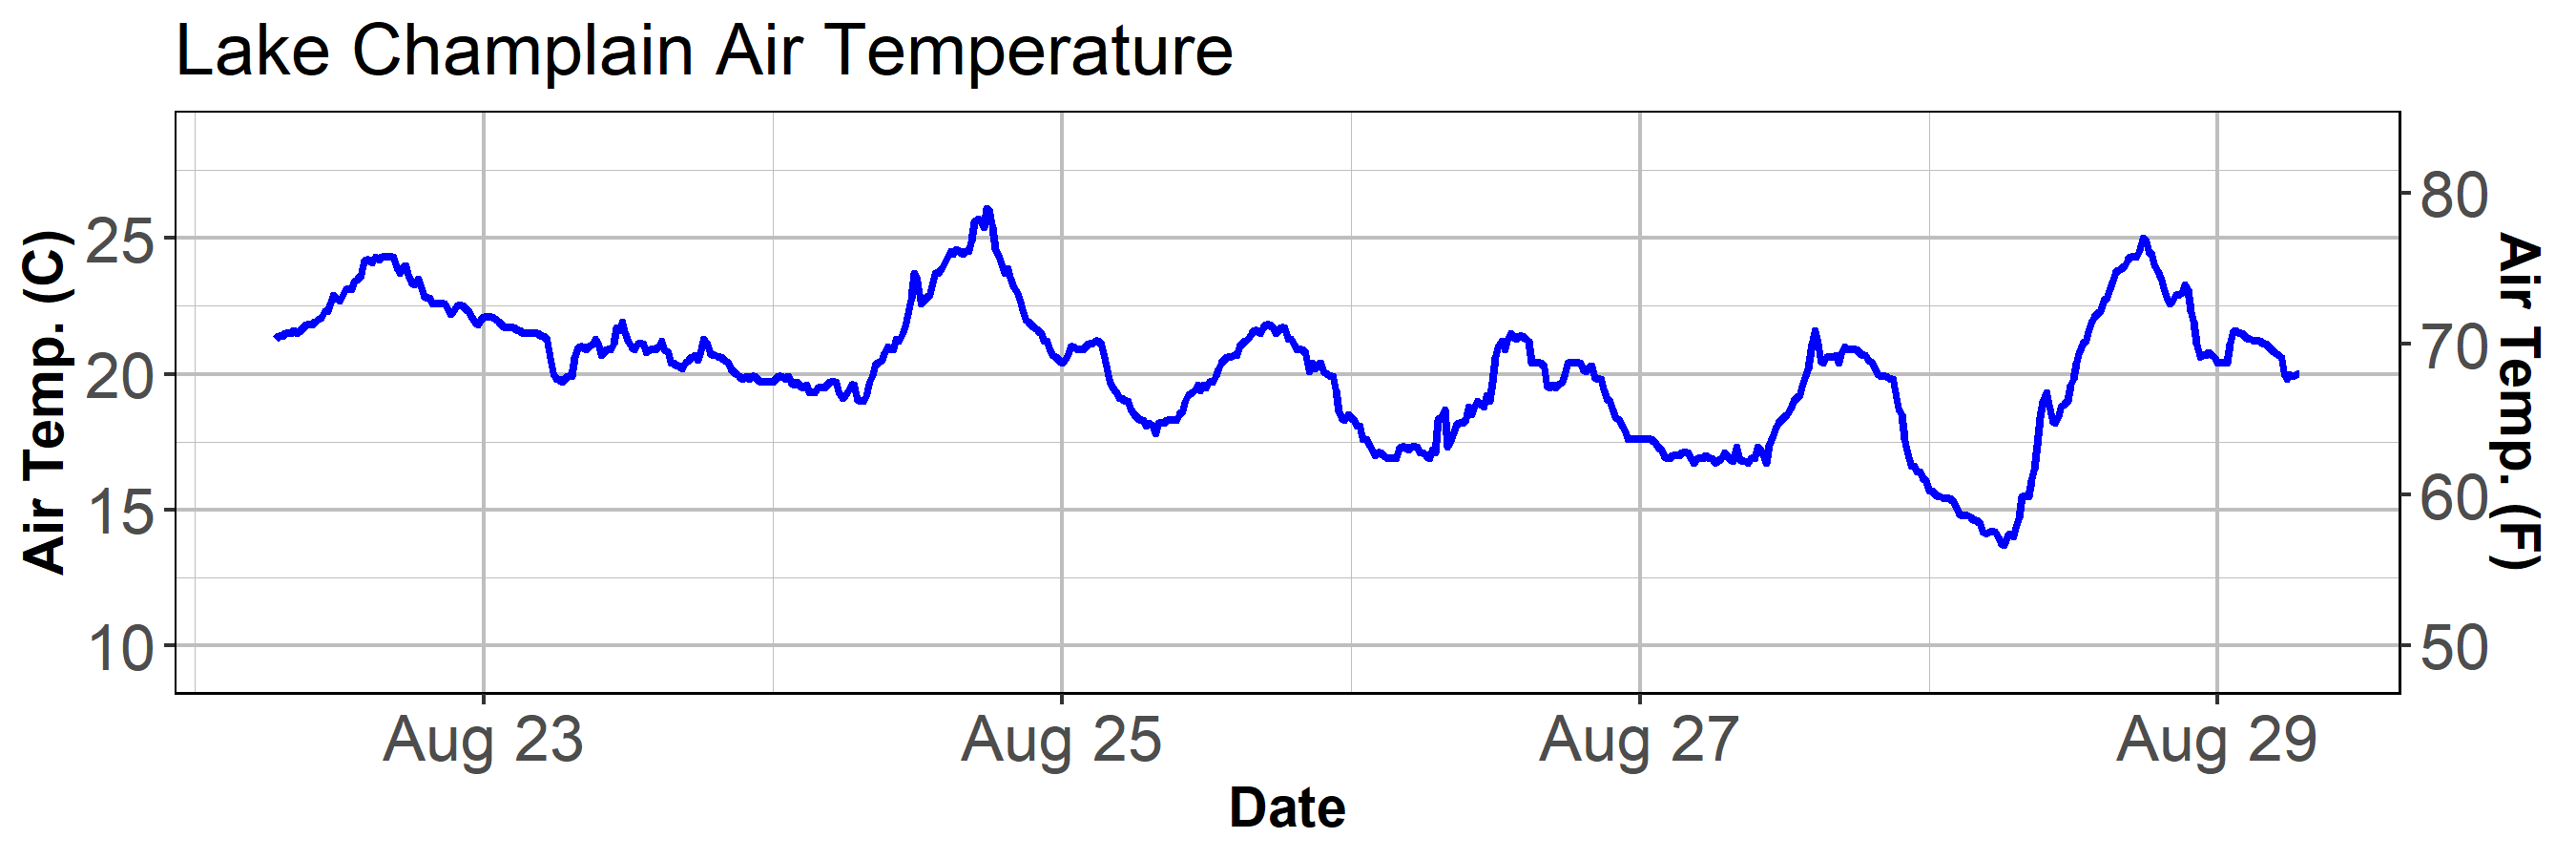 Lake Champlain Air Temperature
Air Temp. (C)
25
20
15
10
80
70
60
50
Air Temp. (F)
Aug 23 Aug 25 Aug 27 Aug 29
Date